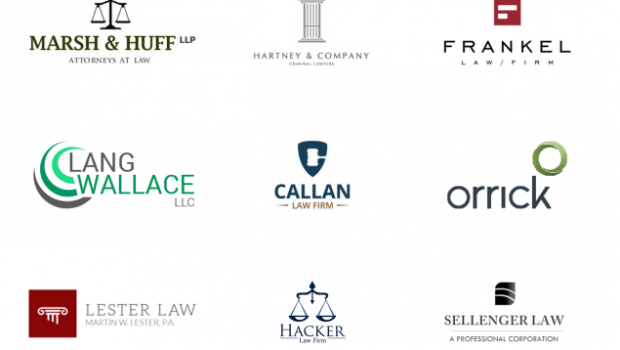 MARSH & HUFF LLP
ATTORNEYS AT LAW
HARTNEY & COMPANY
CRIMINAL LAWYERS
FRANKEL
LAW/FIRM
LANG
WALLACE
LLC
CALLAN
LAW FIRM
orrick
LESTER LAW
MARTIN W. LESTER, P.A.
HACKER
Law Firm
SELLENGER LAW
A PROFESSIONAL CORPORATION